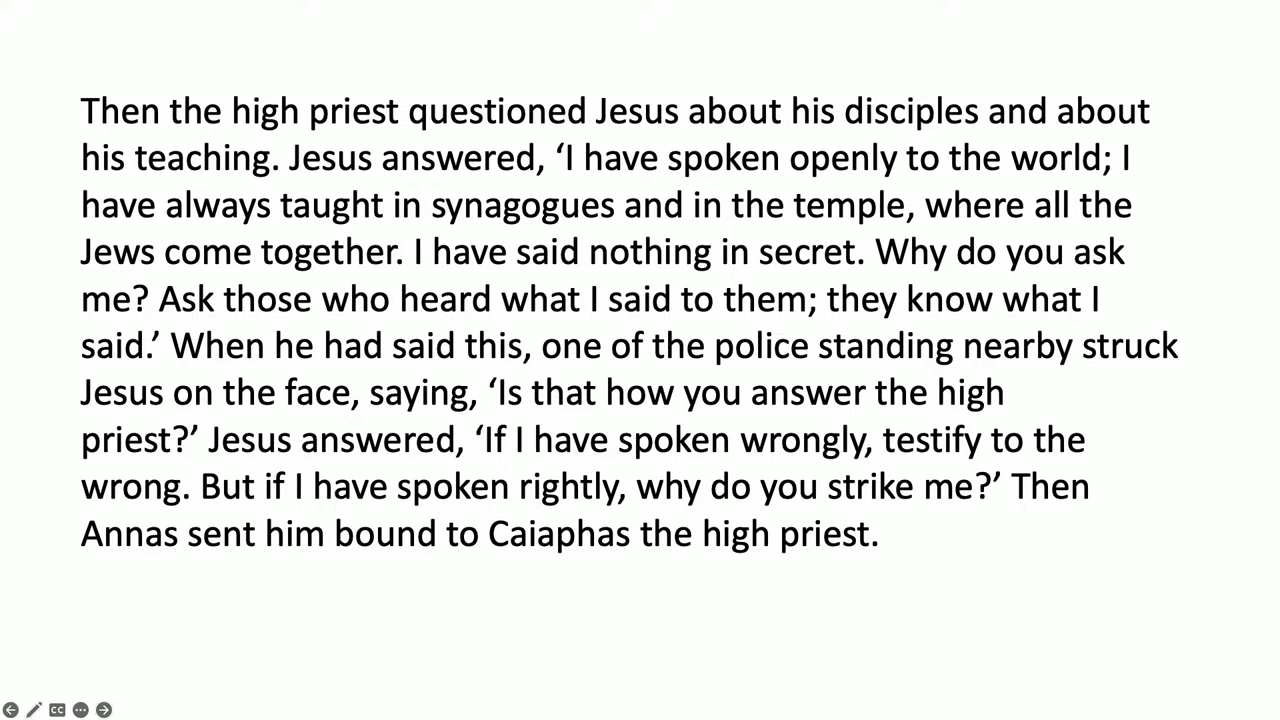 Then the high priest questioned Jesus about his disciples and about
his teaching. Jesus answered, ‘I have spoken openly to the world; I
have always taught in synagogues and in the temple, where all the
Jews come together. I have said nothing in secret. Why do you ask
me? Ask those who heard what I said to them; they know what I
said.’ When he had said this, one of the police standing nearby struck
Jesus on the face, saying, ‘Is that how you answer the high
priest?’ Jesus answered, ‘If I have spoken wrongly, testify to the
wrong. But if I have spoken rightly, why do you strike me?’ Then
Annas sent him bound to Caiaphas the high priest.
CC